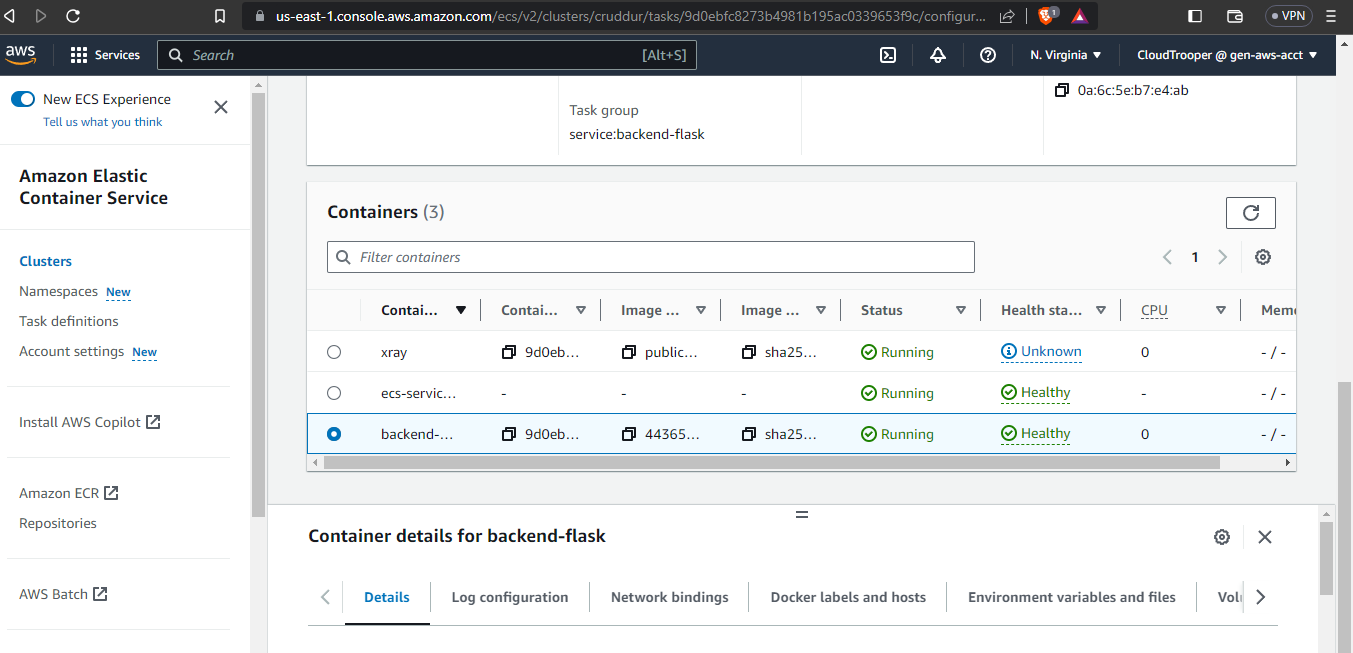 us-east-1.console.aws.amazon.com/ecs/v2/clusters/cruddur/tasks/9d0ebfc8273b4981b195ac0339653f9c/configur...
1
VPN
aws
Services
Search
[Alt+S]
N. Virginia
CloudTrooper @ gen-aws-acct
New ECS Experience
Tell us what you think
Amazon Elastic
Container Service
Clusters
Namespaces New
Task definitions
Account settings New
Install AWS Copilot
Amazon ECR
Repositories
AWS Batch
0a:6c:5e:b7:e4:ab
Task group
service:backend-flask
Containers (3)
Filter containers
1
Contai... Contai... Image ... Image ... Status Health sta... CPU Mem
xray 9d0eb... public... sha25... Running Unknown 0 - / -
ecs-servic... - - - Running Healthy - - / -
backend-... 9d0eb... 44365... sha25... Running Healthy 0 - / -
Container details for backend-flask
Details Log configuration Network bindings Docker labels and hosts Environment variables and files Vol